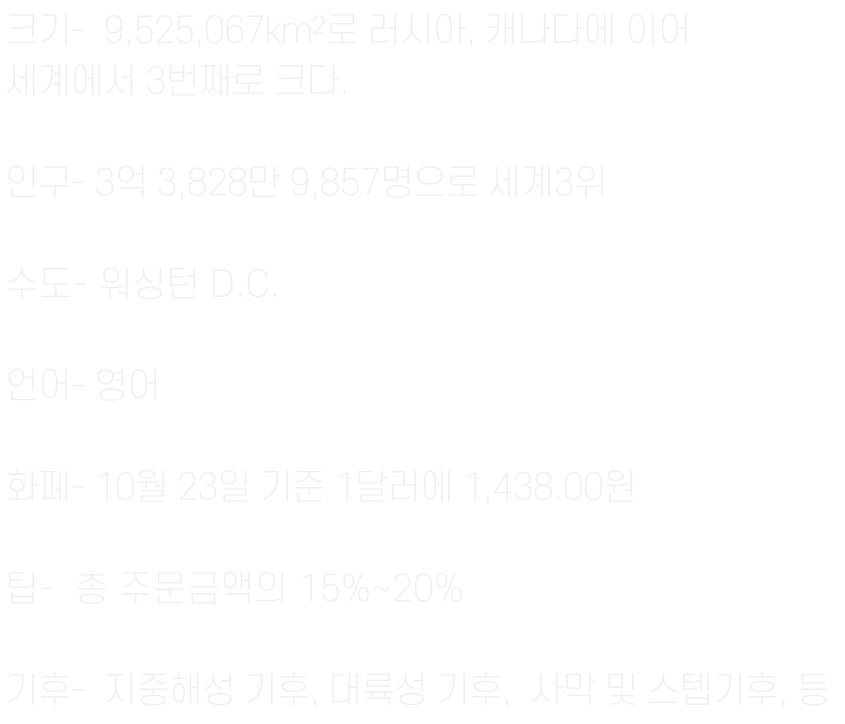 크기-  9,525,067km²로 러시아, 캐나다에 이어
세계에서 3번째로 크다.
인구- 3억 3,828만 9,857명으로 세계3위
수도- 워싱턴 D.C.
언어- 영어
화폐- 10월 23일 기준 1달러에 1,438.00원
팁-  총 주문금액의 15%~20%
기후-  지중해성 기후, 대륙성 기후,  사막 및 스텝기후, 등